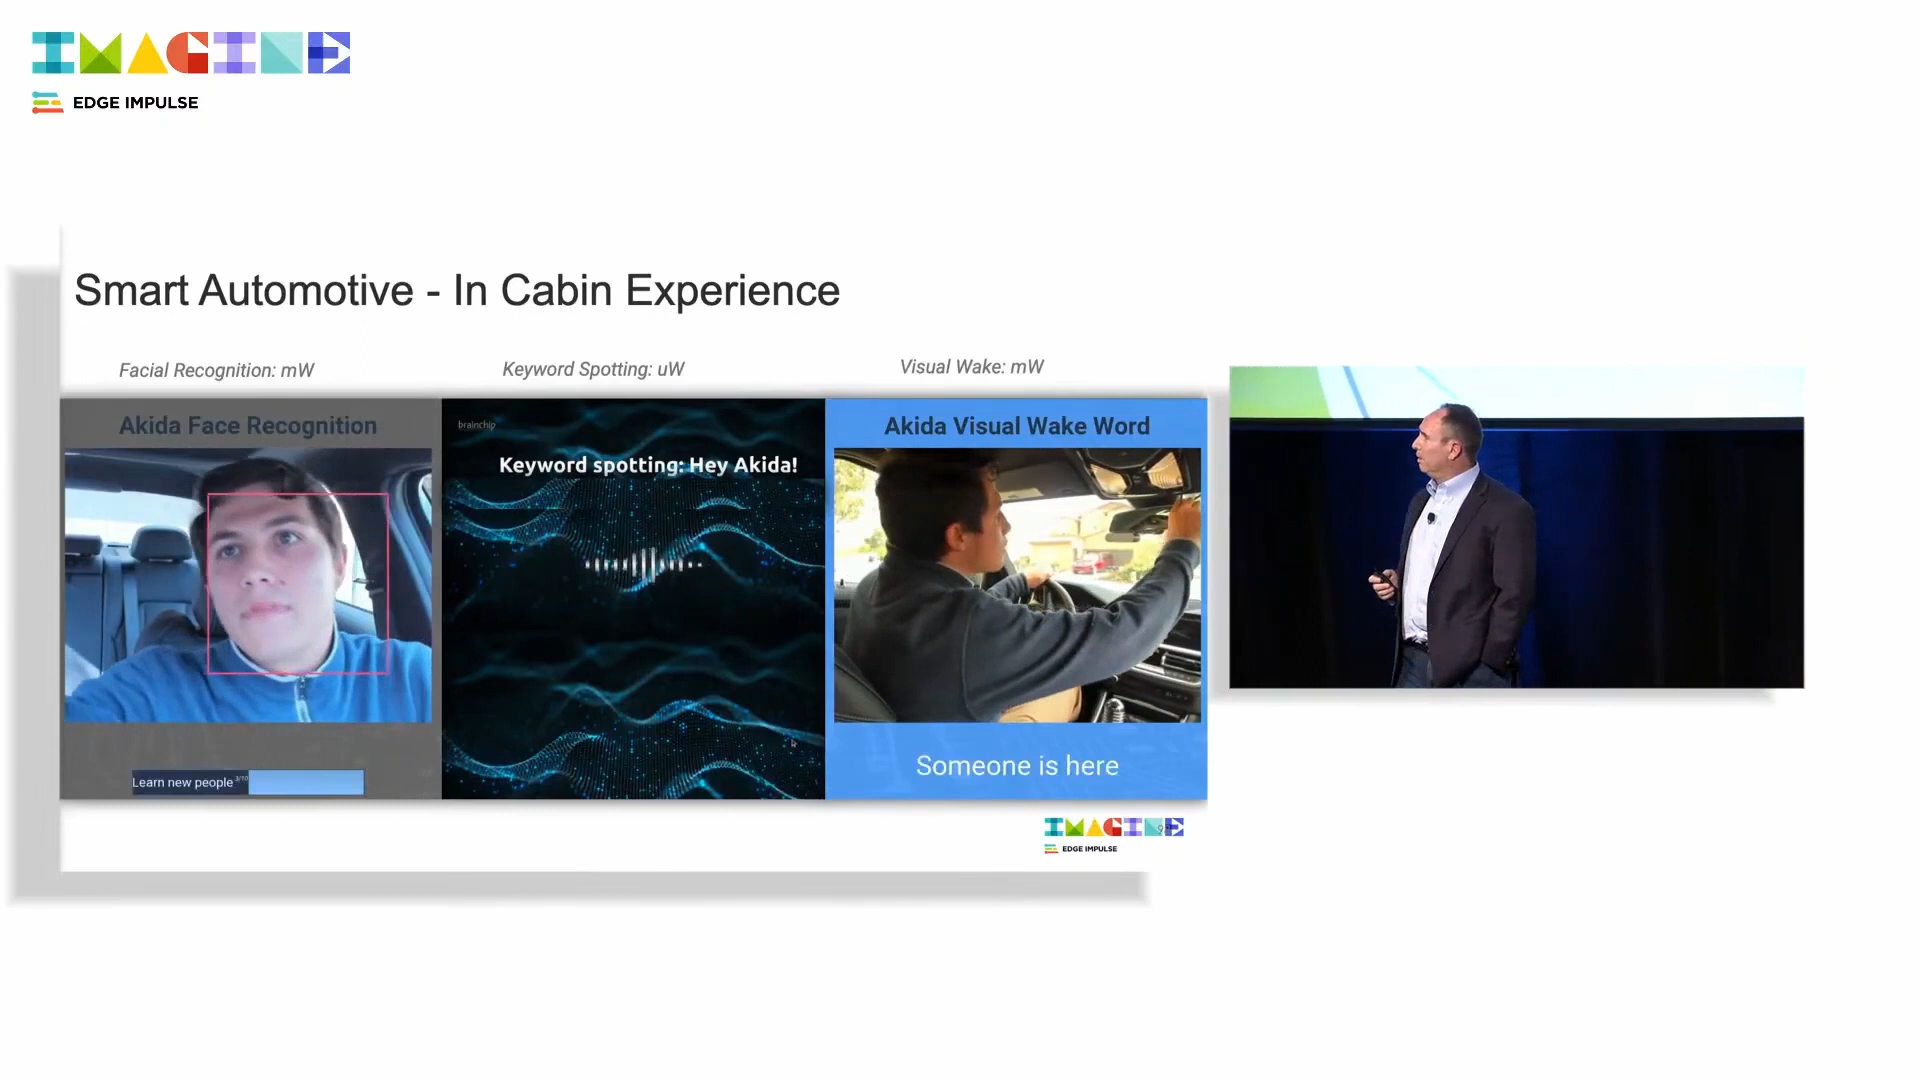 IMAGINE
EDGE IMPULSE
Smart Automotive - In Cabin Experience
Facial Recognition: mW
Keyword Spotting: uW
Visual Wake: mW
Akida Face Recognition
brainchip
Keyword spotting: Hey Akida!
Akida Visual Wake Word
Learn new people 3/10
Someone is here
IMAGINE
EDGE IMPULSE